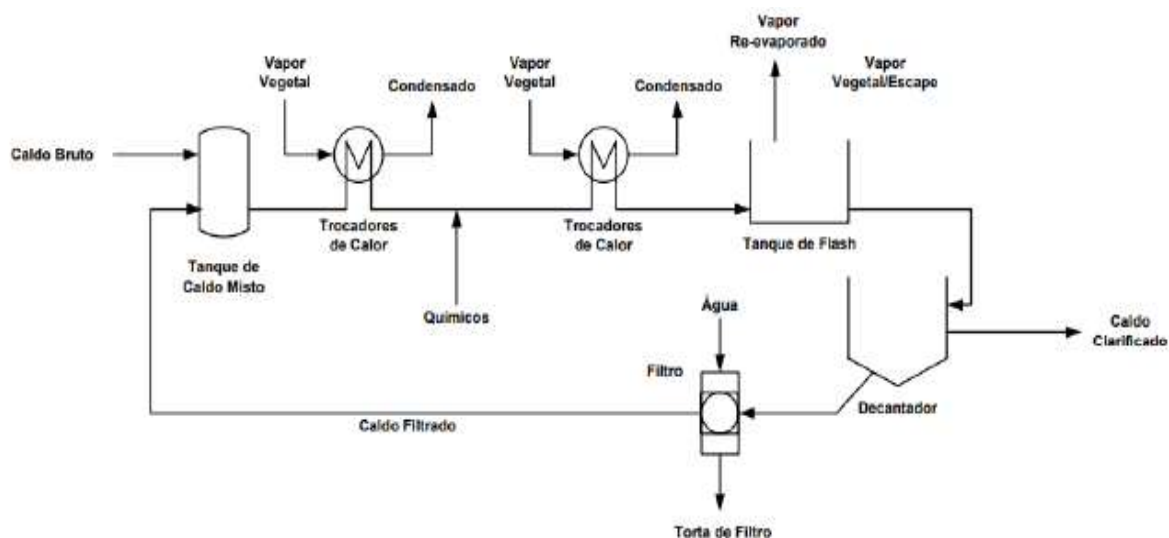 Vapor
Re-evaporado
Vapor
Vegetal
Condensado
Vapor
Vegetal
Condensado
Vapor
Vegetal/Escape
Caldo Bruto
Trocadores
de Calor
Trocadores
de Calor
Tanque de Flash
Tanque de
Caldo Misto
Químicos
Água
Caldo
Clarificado
Filtro
Decantador
Caldo Filtrado
Torta de Filtro